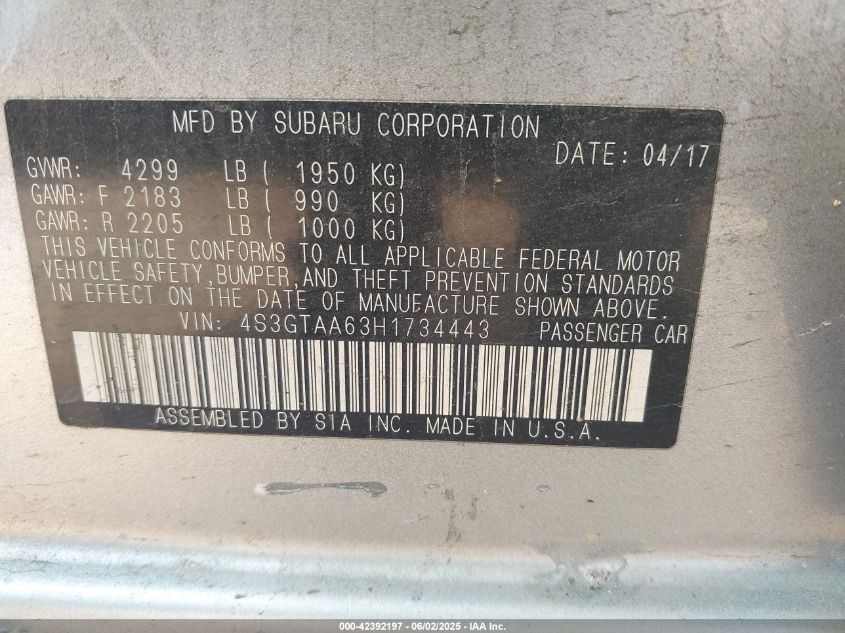 MFD BY SUBARU CORPORATION
DATE: 04/17
GVWR: 4299 LB ( 1950 KG)
GAWR: F 2183 LB ( 990 KG)
GAWR: R 2205 LB ( 1000 KG)
THIS VEHICLE CONFORMS TO ALL APPLICABLE FEDERAL MOTOR
VEHICLE SAFETY,BUMPER,AND THEFT PREVENTION STANDARDS
IN EFFECT ON THE DATE OF MANUFACTURE SHOWN ABOVE.
VIN: 4S3GTAA63H1734443 PASSENGER CAR
ASSEMBLED BY SIA INC. MADE IN U.S.A.
000-42392197 - 06/02/2025 - IAA Inc.